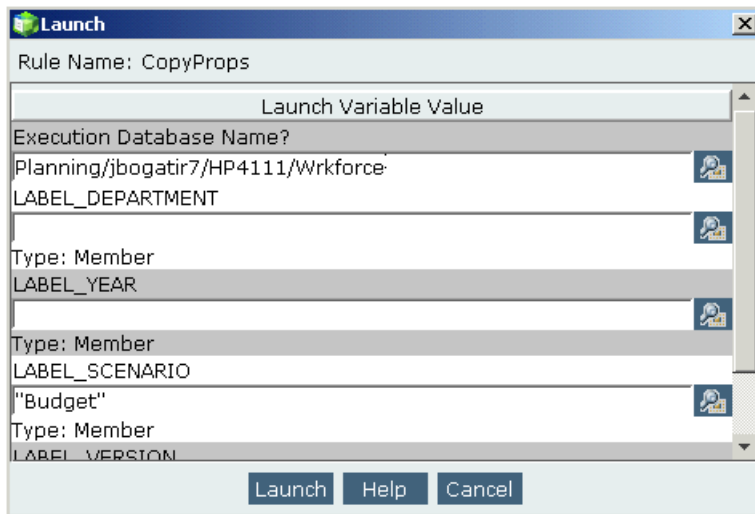 Launch
Rule Name: CopyProps
Launch Variable Value
Execution Database Name?
Planning/jbogatir7/HP4111/Wrkforce
LABEL_DEPARTMENT
Type: Member
LABEL_YEAR
Type: Member
LABEL_SCENARIO
"Budget"
Type: Member
LABEL_VERSION
Launch Help Cancel